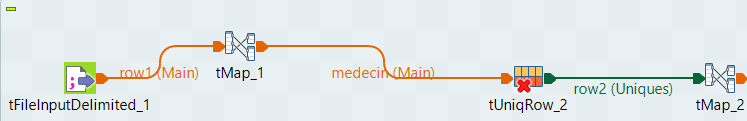 row1 (Main)
tFileInputDelimited_1
tMap_1
medecin (Main)
tUniqRow_2
row2 (Uniques)
tMap_2